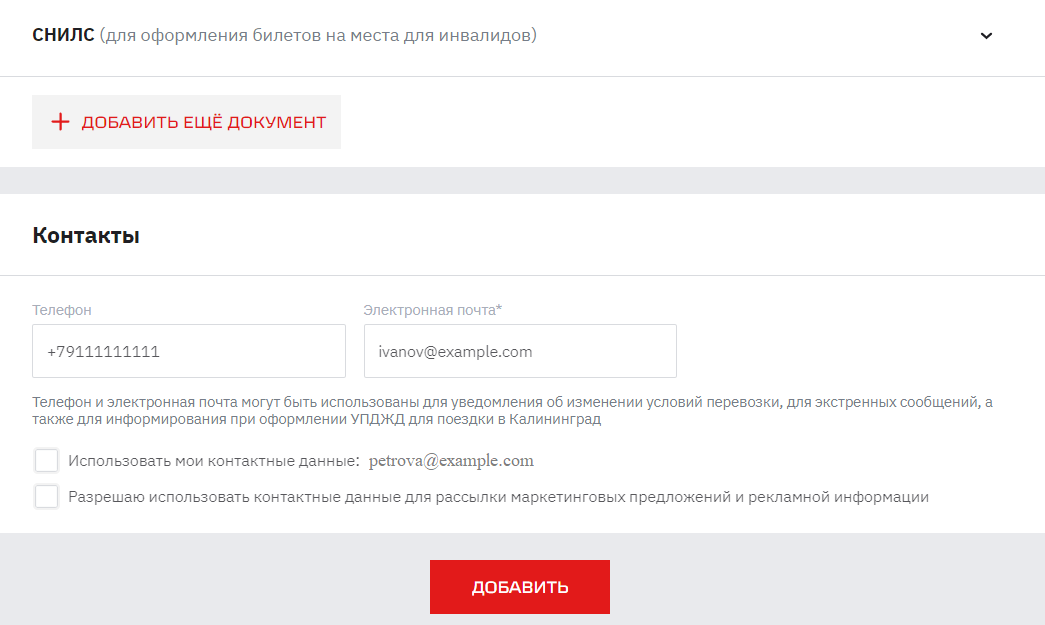 СНИЛС (для оформления билетов на места для инвалидов)
ДОБАВИТЬ ЕЩЁ ДОКУМЕНТ
Контакты
Телефон Электронная почта*
+79111111111 ivanov@example.com
Телефон и электронная почта могут быть использованы для уведомления об изменении условий перевозки, для экстренных сообщений, а
также для информирования при оформлении УПДЖД для поездки в Калининград
Использовать мои контактные данные: petrova@example.com
Разрешаю использовать контактные данные для рассылки маркетинговых предложений и рекламной информации
ДОБАВИТЬ